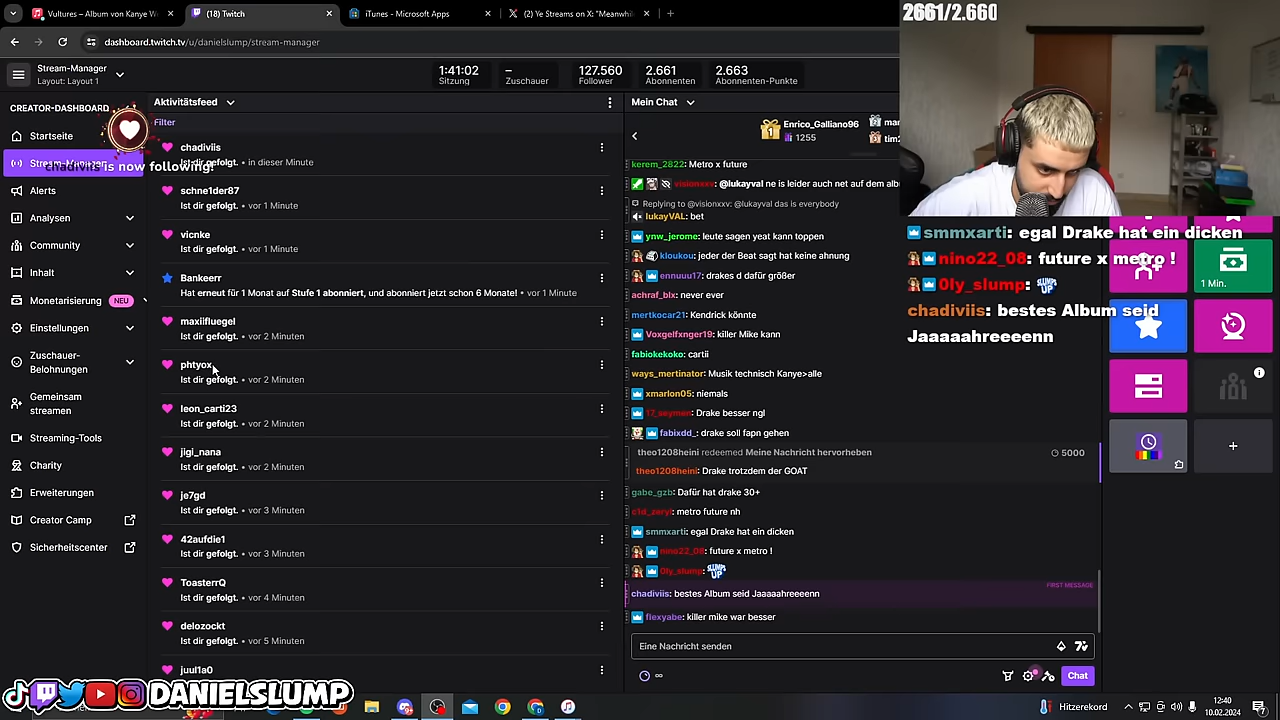 Vultures – Album von Kanye W
(18) Twitch
iTunes - Microsoft Apps
(2) Ye Streams on X: "Meanwhil
2661/2.660
dashboard.twitch.tv/u/danielslump/stream-manager
Stream-Manager
Layout: Layout 1
1:41:02
Sitzung
–
Zuschauer
127.560
Follower
2.661
Abonnenten
2.663
Abonnenten-Punkte
CREATOR-DASHBOARD
Startseite
Alerts
Analysen
Community
Inhalt
Monetarisierung NEU
Einstellungen
Zuschauer-
Belohnungen
Gemeinsam
streamen
Streaming-Tools
Charity
Erweiterungen
Creator Camp
Sicherheitscenter
chadiviis is now following!
Aktivitätsfeed
Filter
chadiviis
Ist dir gefolgt. • in dieser Minute
schne1der87
Ist dir gefolgt. • vor 1 Minute
vicnke
Ist dir gefolgt. • vor 1 Minute
Bankeerr
Hat erneut für 1 Monat auf Stufe 1 abonniert, und abonniert jetzt schon 6 Mon • vor 1 Minute
maxiifluegel
Ist dir gefolgt. • vor 2 Minuten
phtyox
Ist dir gefolgt. • vor 2 Minuten
leon_carti23
Ist dir gefolgt. • vor 2 Minuten
jigi_nana
Ist dir gefolgt. • vor 2 Minuten
je7gd
Ist dir gefolgt. • vor 3 Minuten
42aufdie1
Ist dir gefolgt. • vor 3 Minuten
ToasterrQ
Ist dir gefolgt. • vor 4 Minuten
delozockt
Ist dir gefolgt. • vor 5 Minuten
juul1a0
Mein Chat
Enrico_Galliano96
1255
mar
tim2
kerem_2822: Metro x future
visionxxv: @lukayval ne is leider auch net auf dem albu
Replying to @visionxxv: @lukayval das is everybody
lukayVAL: bet
ynw_jerome: leute sagen yeat kann toppen
kloukou: jeder der Beat sagt hat keine ahnung
ennuuu17: drakes d dafür größer
achraf_blx: never ever
mertkocar21: Kendrick könnte
Voxgelfxnger19: killer Mike kann
fabiokekoko: cartii
ways_mertinator: Musik technisch Kanye>alle
xmarlon05: niemals
17_seymen: Drake besser ngl
fabixdd_: drake soll fapn gehen
theo1208heini redeemed Meine Nachricht hervorheben 5000
theo1208heini: Drake trotzdem der GOAT
gabe_gzb: Dafür hat drake 30+
c1d_zeryl: metro future nh
smmxarti: egal Drake hat ein dicken
nino22_08: future x metro !
0ly_slump: SLUMP UP
FIRST MESSAGE
chadiviis: bestes Album seid Jaaaaahreeeenn
flexyabe: killer mike war besser
Eine Nachricht senden
Chat
smmxarti: egal Drake hat ein dicken
nino22_08: future x metro !
0ly_slump: SLUMP UP
chadiviis: bestes Album seid
Jaaaaahreeeenn
1 Min.
DANIELSLUMP
Hitzerekord
12:40
10.02.2024